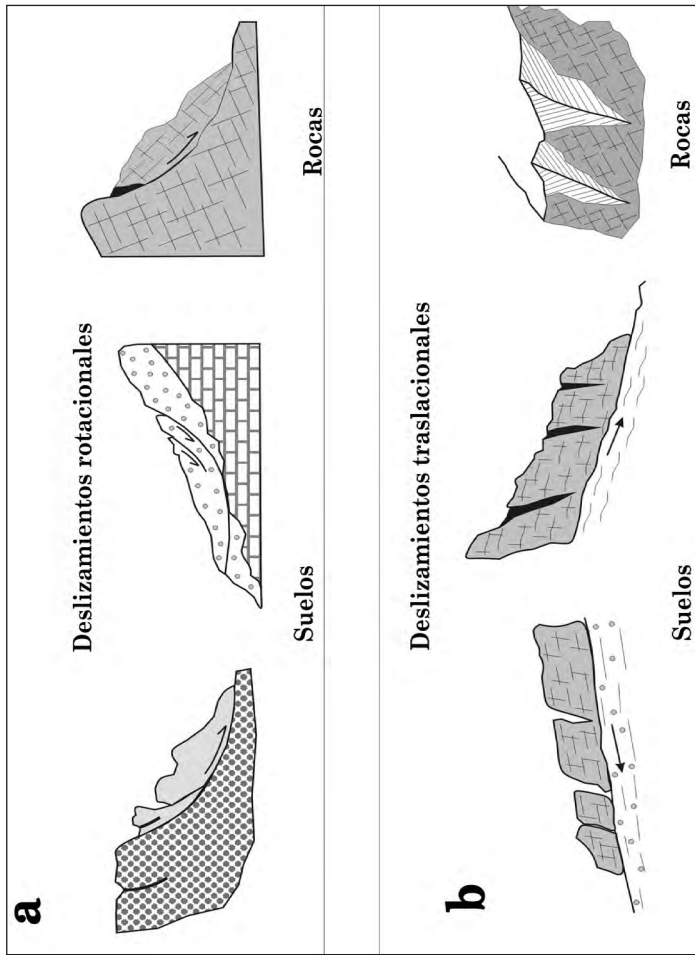 a
Deslizamientos rotacionales
Suelos
Rocas
b
Deslizamientos traslacionales
Suelos
Rocas